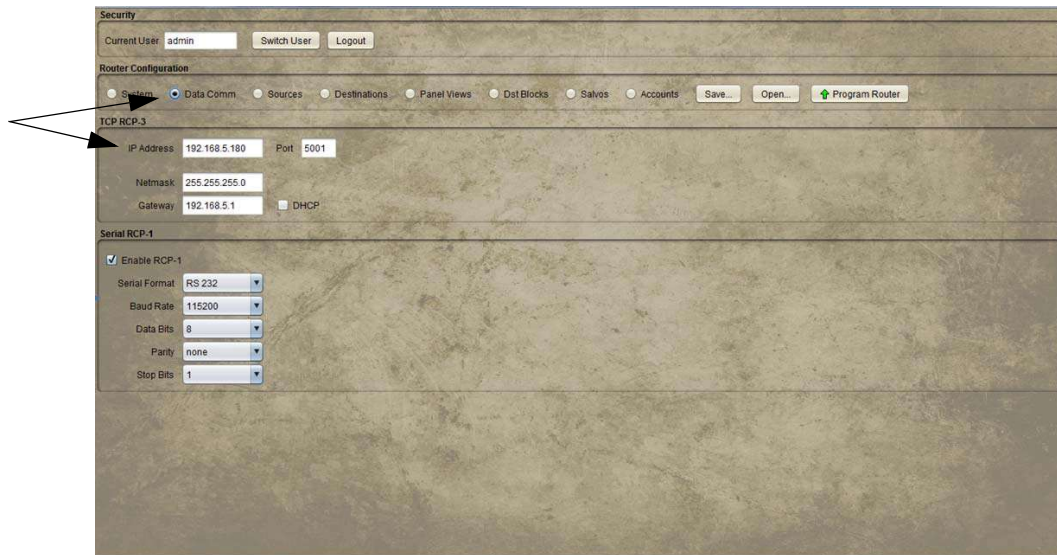 Security
Current User admin Switch User Logout
Router Configuration
System Data Comm Sources Destinations Panel Views Dst Blocks Salvos Accounts Save... Open... Program Router
TCP RCP-3
IP Address 192.168.5.180 Port 5001
Netmask 255.255.255.0
Gateway 192.168.5.1 DHCP
Serial RCP-1
Enable RCP-1
Serial Format RS 232
Baud Rate 115200
Data Bits 8
Parity none
Stop Bits 1